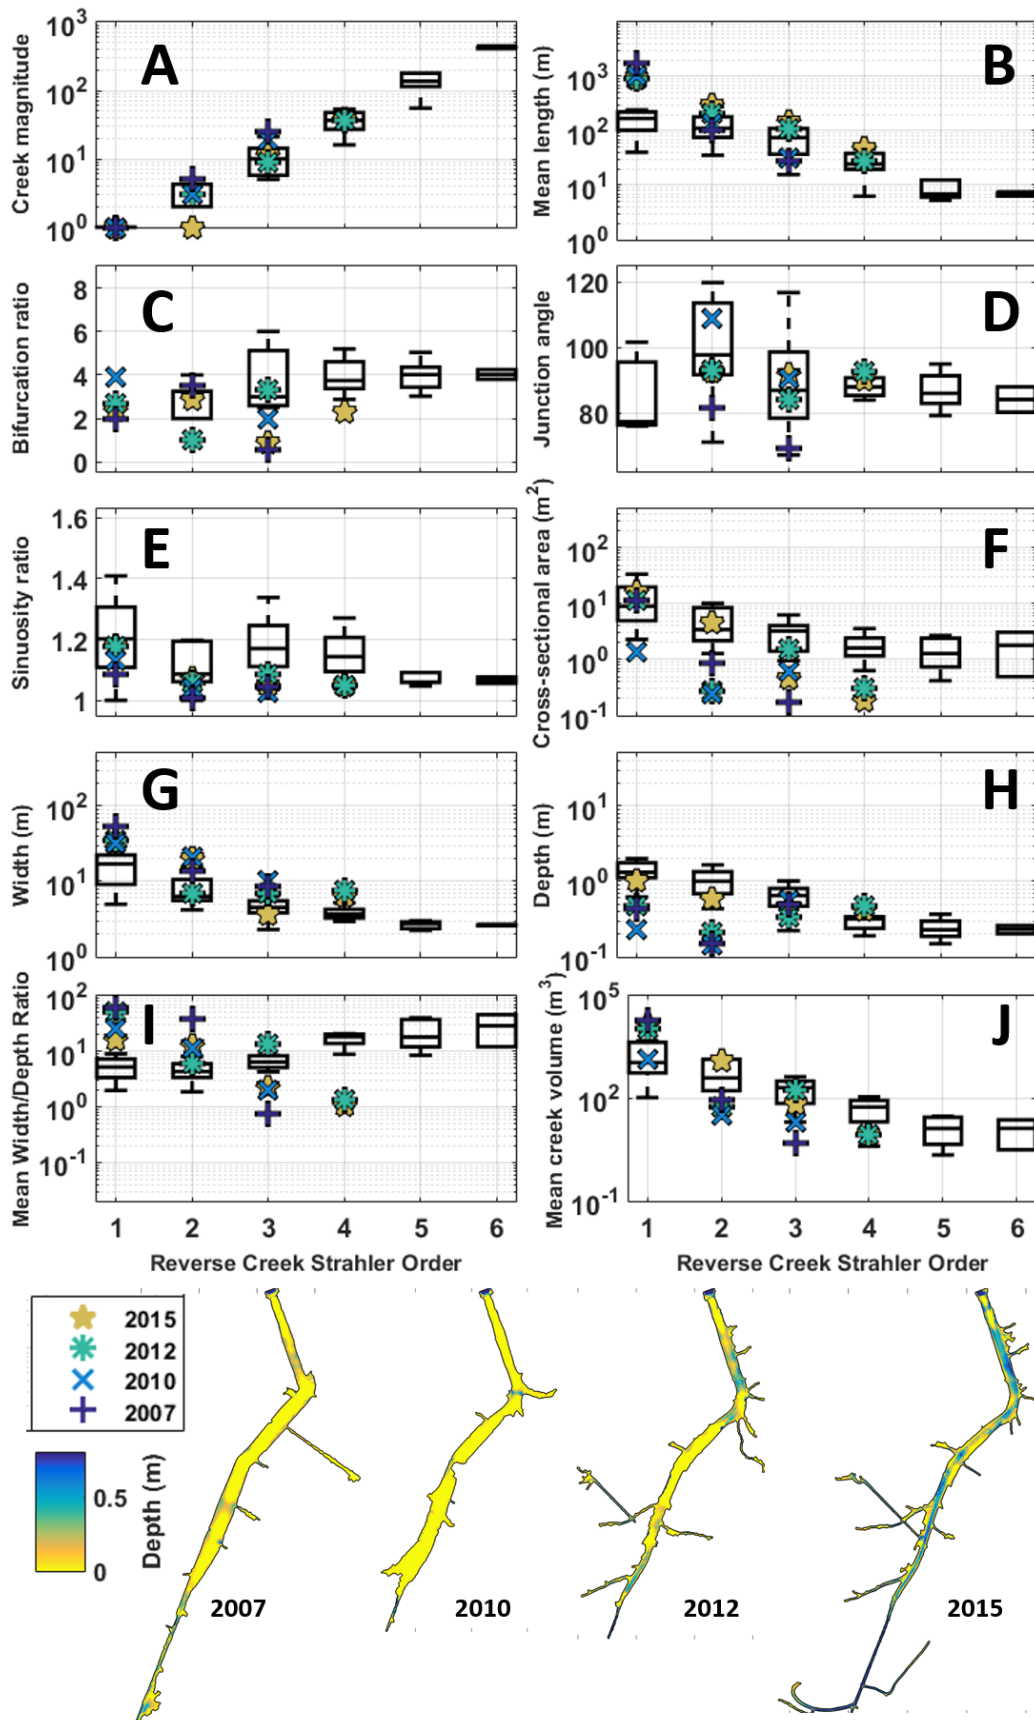 A
Creek magnitude
10³
10²
10¹
10⁰
B
Mean length (m)
10³
10²
10¹
10⁰
C
Bifurcation ratio
8
6
4
2
0
D
Junction angle
120
100
80
E
Sinuosity ratio
1.6
1.4
1.2
1
F
Cross-sectional area (m²)
10²
10¹
10⁰
10⁻¹
G
Width (m)
10²
10¹
10⁰
H
Depth (m)
10¹
10⁰
10⁻¹
I
Mean Width/Depth Ratio
10²
10¹
10⁰
10⁻¹
1 2 3 4 5 6
Reverse Creek Strahler Order
J
Mean creek volume (m³)
10⁵
10²
10⁻¹
1 2 3 4 5 6
Reverse Creek Strahler Order
2015
2012
2010
2007
0.5
0
Depth (m)
2007
2010
2012
2015